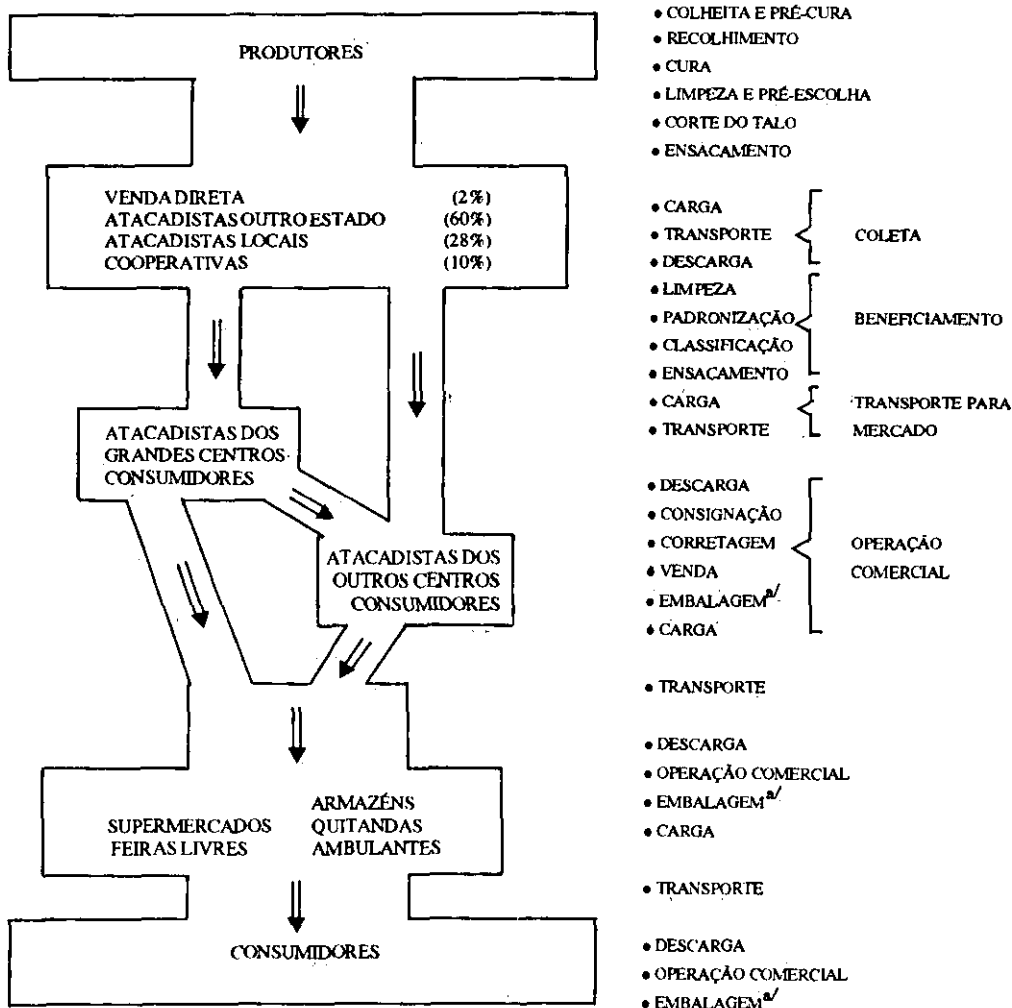 PRODUTORES
VENDA DIRETA (2%)
ATACADISTAS OUTRO ESTADO (60%)
ATACADISTAS LOCAIS (28%)
COOPERATIVAS (10%)
ATACADISTAS DOS
GRANDES CENTROS
CONSUMIDORES
ATACADISTAS DOS
OUTROS CENTROS
CONSUMIDORES
SUPERMERCADOS
FEIRAS LIVRES
ARMAZÉNS
QUITANDAS
AMBULANTES
CONSUMIDORES
• COLHEITA E PRÉ-CURA
• RECOLHIMENTO
• CURA
• LIMPEZA E PRÉ-ESCOLHA
• CORTE DO TALO
• ENSACAMENTO
• CARGA
• TRANSPORTE
• DESCARGA
COLETA
• LIMPEZA
• PADRONIZAÇÃO
• CLASSIFICAÇÃO
• ENSACAMENTO
BENEFICIAMENTO
• CARGA
• TRANSPORTE
TRANSPORTE PARA
MERCADO
• DESCARGA
• CONSIGNAÇÃO
• CORRETAGEM
• VENDA
• EMBALAGEM a/
• CARGA
OPERAÇÃO
COMERCIAL
• TRANSPORTE
• DESCARGA
• OPERAÇÃO COMERCIAL
• EMBALAGEM a/
• CARGA
• TRANSPORTE
• DESCARGA
• OPERAÇÃO COMERCIAL
• EMBALAGEM a/